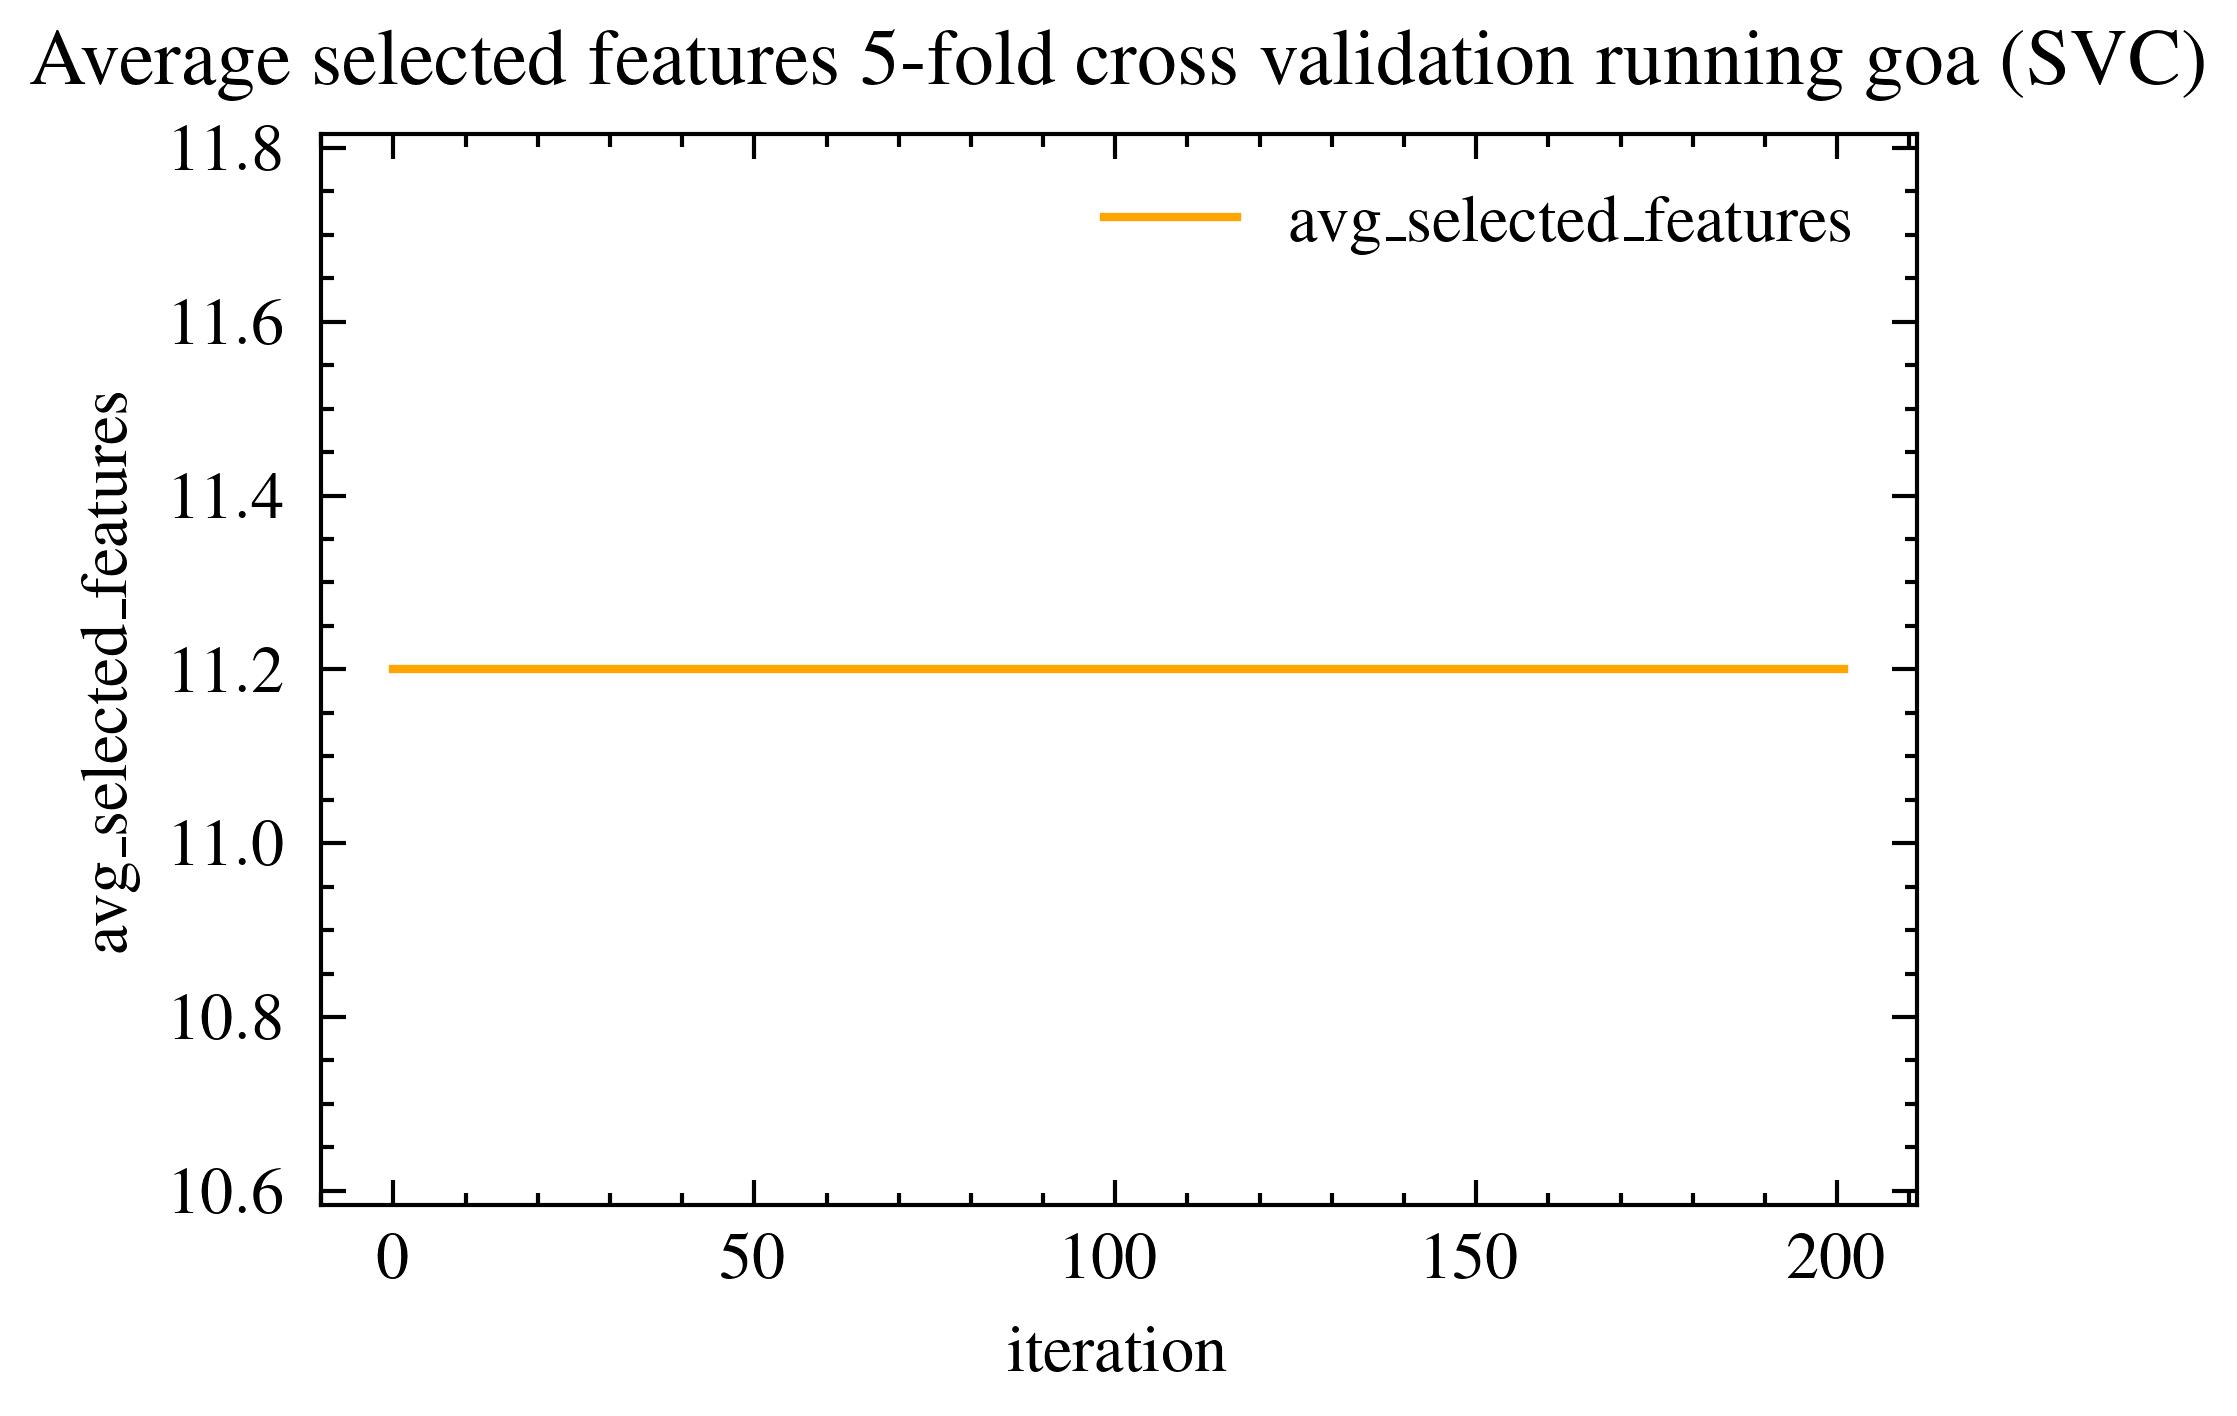 Average selected features 5-fold cross validation running goa (SVC)
avg_selected_features
avg_selected_features
11.8
11.6
11.4
11.2
11.0
10.8
10.6
0 50 100 150 200
iteration